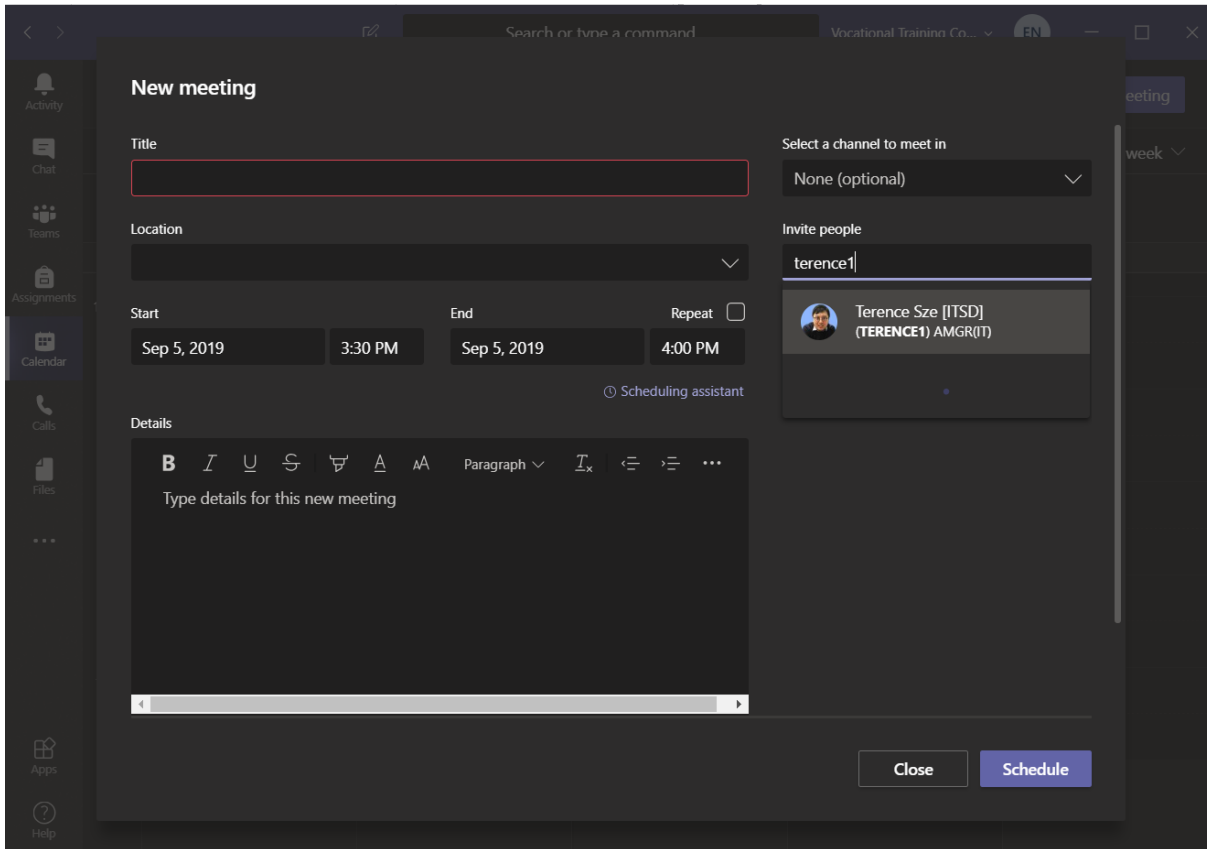 Search or type a command
Vocational Training Co...
EN
Activity
Chat
Teams
Assignments
Calendar
Calls
Files
Apps
Help
eeting
week
New meeting
Title
Select a channel to meet in
None (optional)
Location
Invite people
terence1
Terence Sze [ITSD]
(TERENCE1) AMGR(IT)
Start
End
Repeat
Sep 5, 2019
3:30 PM
Sep 5, 2019
4:00 PM
Scheduling assistant
Details
B I U S A AA Paragraph Tx ...
Type details for this new meeting
Close
Schedule